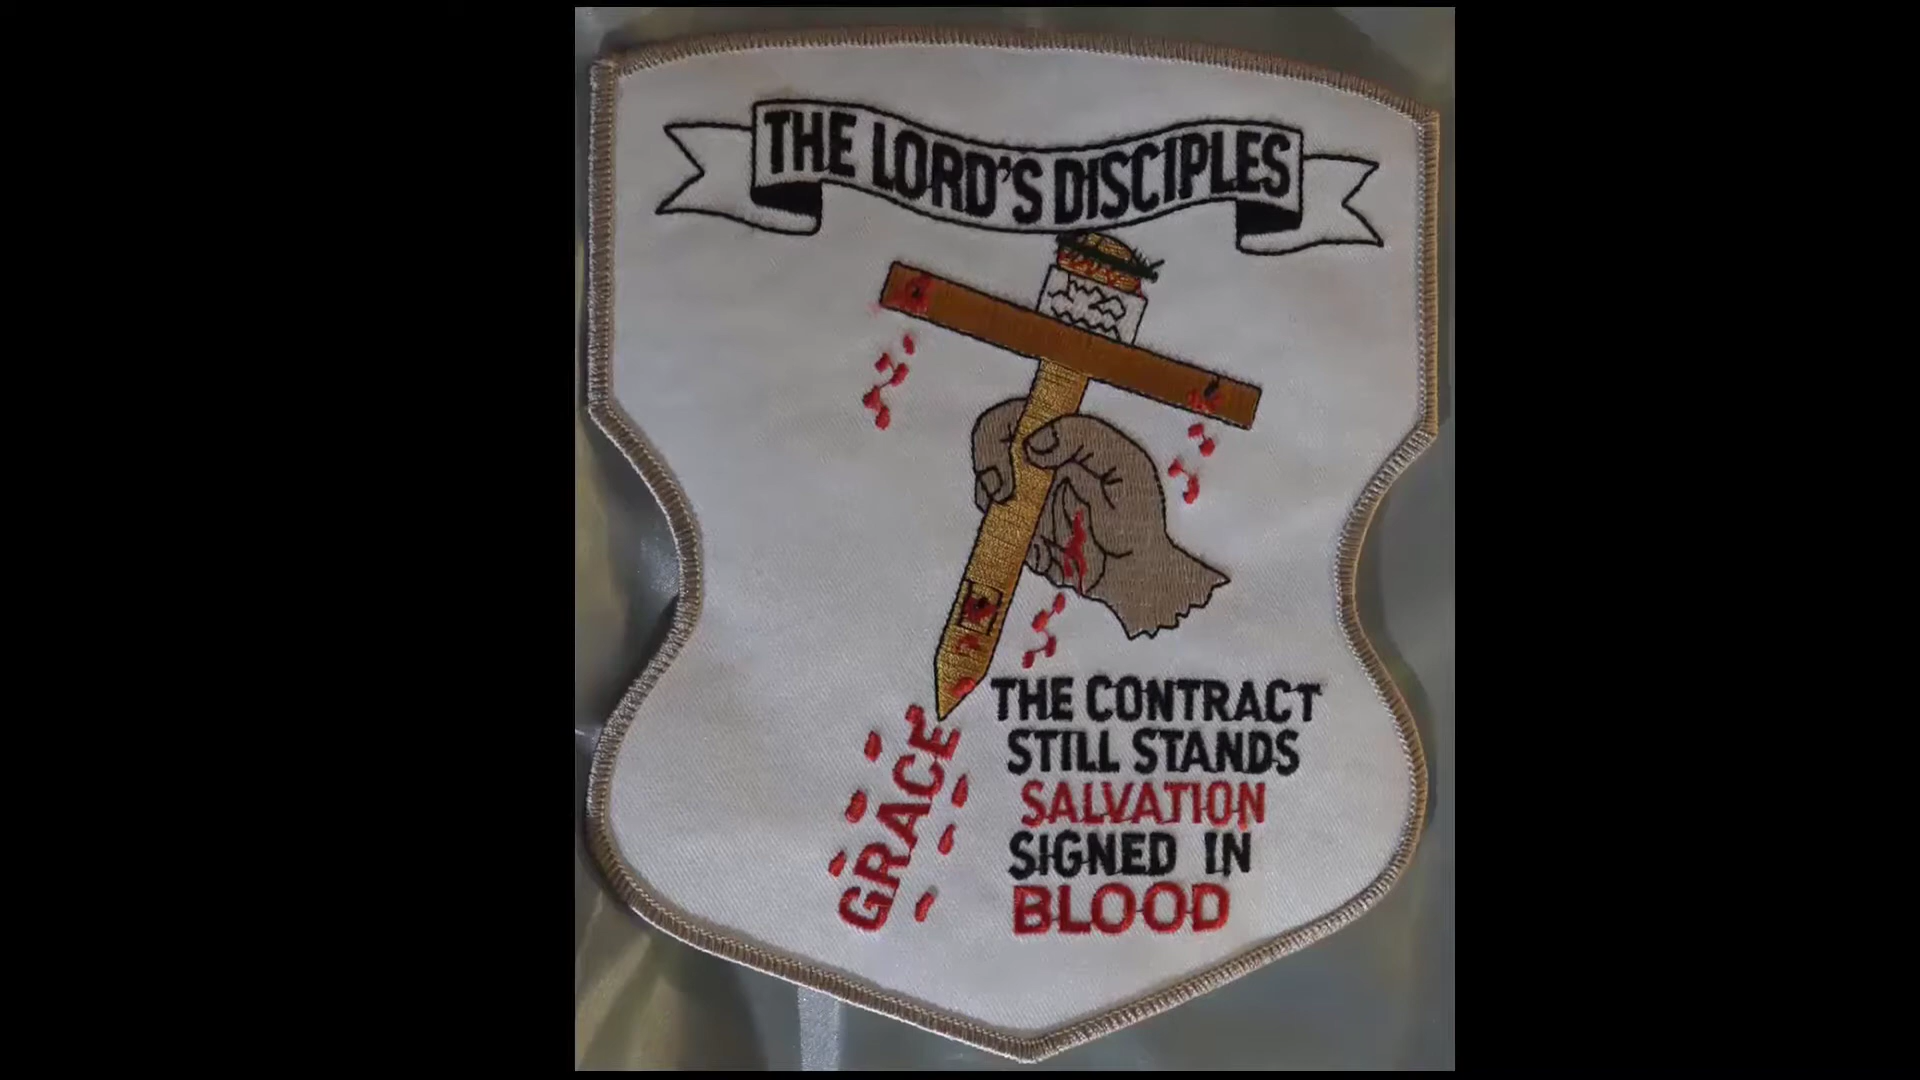 THE LORD'S DISCIPLES
GRACE
THE CONTRACT
STILL STANDS
SALVATION
SIGNED IN
BLOOD